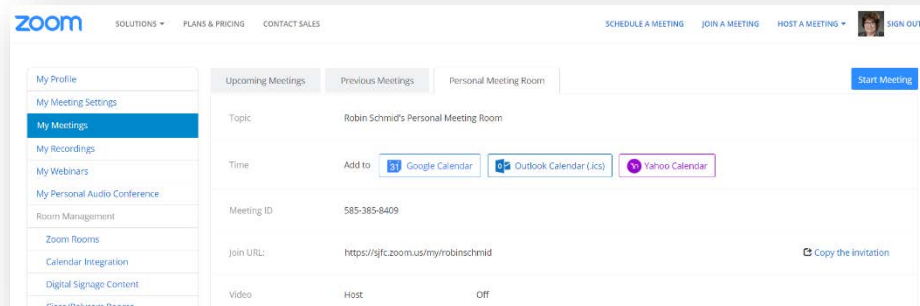 zoom SOLUTIONS PLANS & PRICING CONTACT SALES SCHEDULE A MEETING JOIN A MEETING HOST A MEETING SIGN OUT
My Profile
My Meeting Settings
My Meetings
My Recordings
My Webinars
My Personal Audio Conference
Room Management
Zoom Rooms
Calendar Integration
Digital Signage Content
Cisco/Polycom Rooms
Upcoming Meetings Previous Meetings Personal Meeting Room Start Meeting
Topic Robin Schmid's Personal Meeting Room
Time Add to 31 Google Calendar Outlook Calendar (.ics) Yahoo Calendar
Meeting ID 585-385-8409
Join URL: https://sjfc.zoom.us/my/robinschmid Copy the invitation
Video Host Off